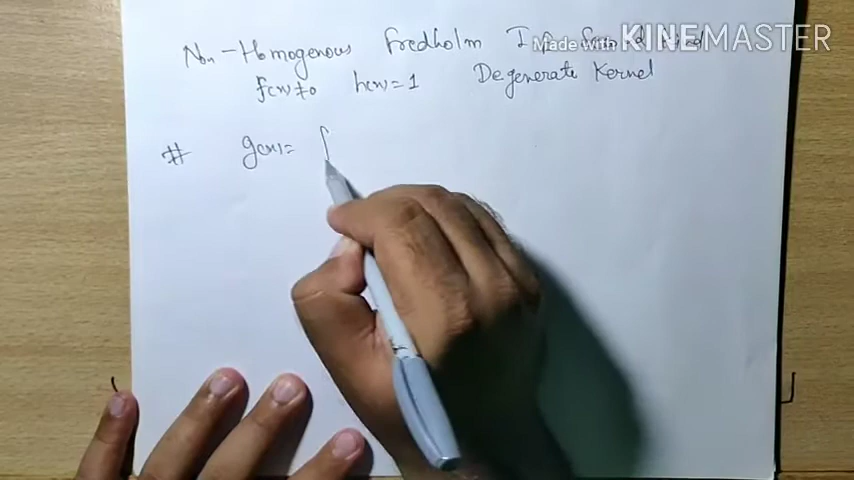 Non-Homogenous Fredholm I.E Made with KINEMASTER
f(x)≠0 h(x)=1 Degenerate Kernel
# g(x)= ∫